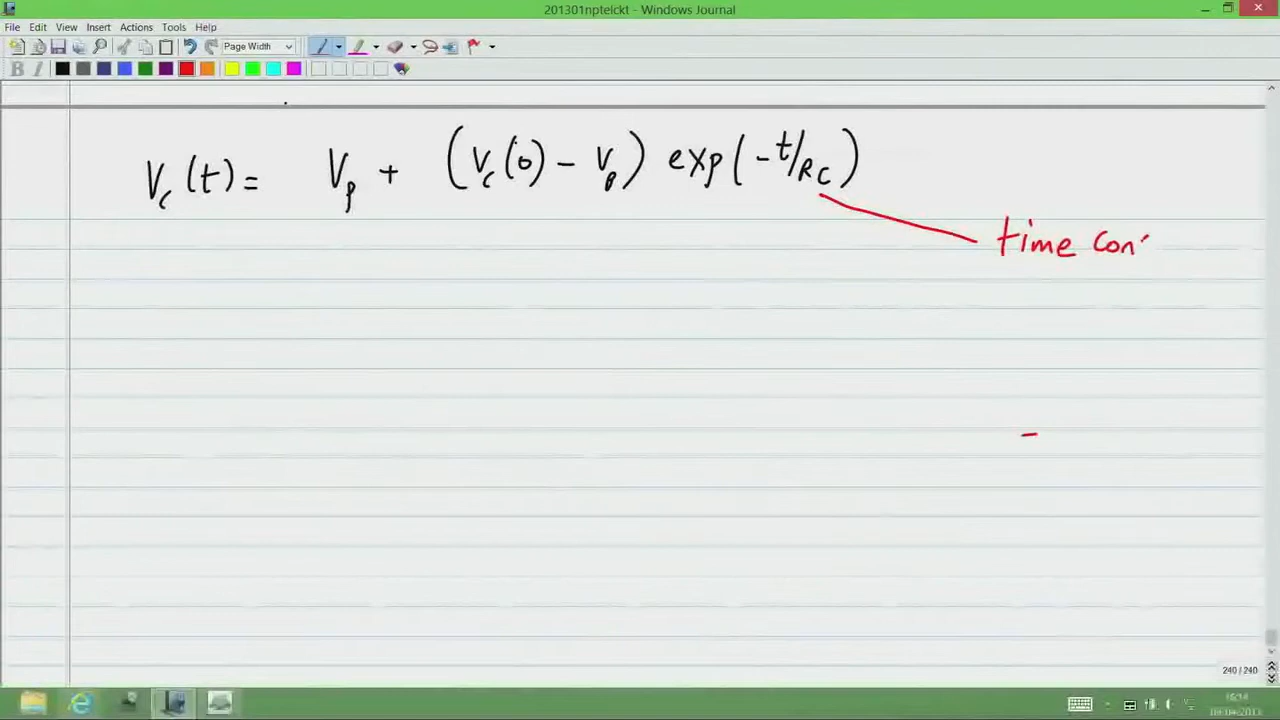 201301nptelckt - Windows Journal
File Edit View Insert Actions Tools Help
Page Width
B I
V_c(t) = V_p + (V_c(0) - V_p) exp(-t/RC)
time con
240 / 240